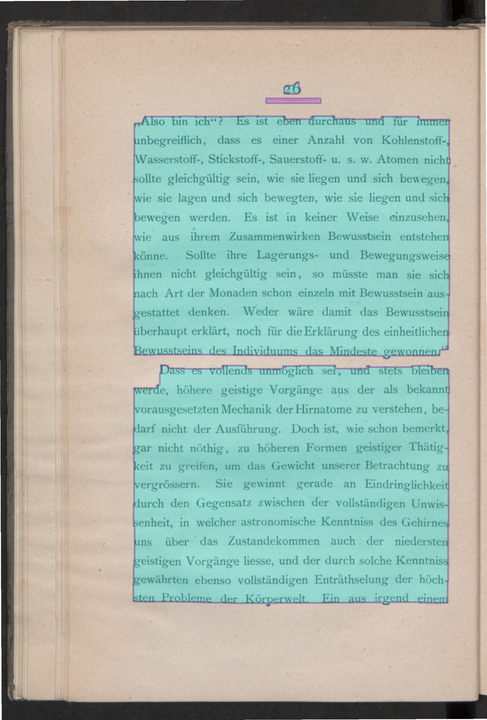 26
„Also bin ich“? Es ist eben durchaus und für immer
unbegreiflich, dass es einer Anzahl von Kohlenstoff-,
Wasserstoff-, Stickstoff-, Sauerstoff- u. s. w. Atomen nicht
sollte gleichgültig sein, wie sie liegen und sich bewegen,
wie sie lagen und sich bewegten, wie sie liegen und sich
bewegen werden. Es ist in keiner Weise einzusehen,
wie aus ihrem Zusammenwirken Bewusstsein entstehen
könne. Sollte ihre Lagerungs- und Bewegungsweise
ihnen nicht gleichgültig sein, so müsste man sie sich
nach Art der Monaden schon einzeln mit Bewusstsein aus-
gestattet denken. Weder wäre damit das Bewusstsein
überhaupt erklärt, noch für die Erklärung des einheitlichen
Bewusstseins des Individuums das Mindeste gewonnen.“
Dass es vollends unmöglich sei, und stets bleiben
werde, höhere geistige Vorgänge aus der als bekannt
vorausgesetzten Mechanik der Hirnatome zu verstehen, be-
darf nicht der Ausführung. Doch ist, wie schon bemerkt,
gar nicht nöthig, zu höheren Formen geistiger Thätig-
keit zu greifen, um das Gewicht unserer Betrachtung zu
vergrössern. Sie gewinnt gerade an Eindringlichkeit
durch den Gegensatz zwischen der vollständigen Unwis-
senheit, in welcher astronomische Kenntniss des Gehirnes
uns über das Zustandekommen auch der niedersten
geistigen Vorgänge liesse, und der durch solche Kenntniss
gewährten ebenso vollständigen Enträthselung der höch-
sten Probleme der Körperwelt. Ein aus irgend einem